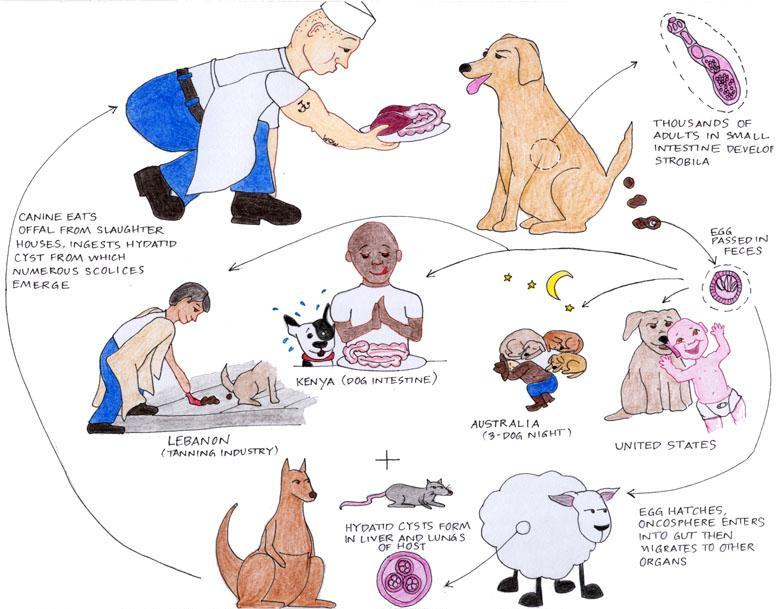 THOUSANDS OF
ADULTS IN SMALL
INTESTINE DEVELOP
STROBILA
CANINE EATS
OFFAL FROM SLAUGHTER
HOUSES, INGESTS HYDATID
CYST FROM WHICH
NUMEROUS SCOLICES
EMERGE
EGG
PASSED IN
FECES
KENYA (DOG INTESTINE)
AUSTRALIA
(3-DOG NIGHT)
UNITED STATES
LEBANON
(TANNING INDUSTRY)
+
HYDATID CYSTS FORM
IN LIVER AND LUNGS
OF HOST
EGG HATCHES,
ONCOSPHERE ENTERS
INTO GUT THEN
MIGRATES TO OTHER
ORGANS